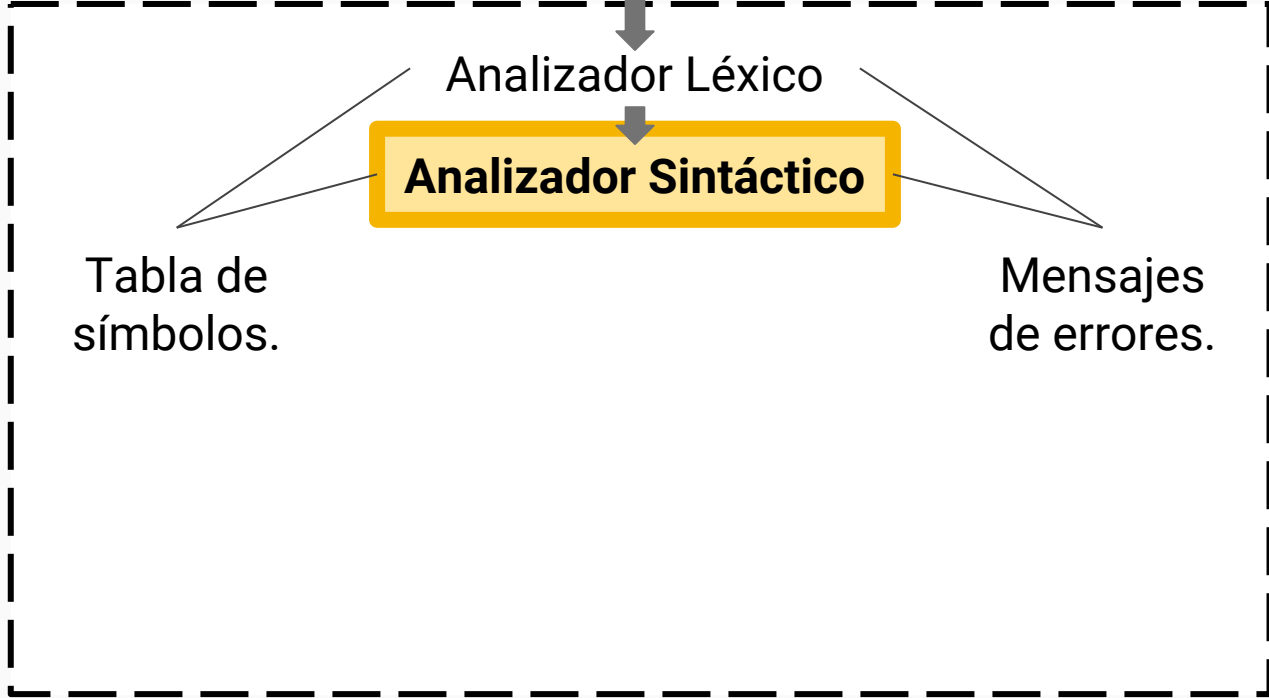 Analizador Léxico
Analizador Sintáctico
Tabla de
símbolos.
Mensajes
de errores.